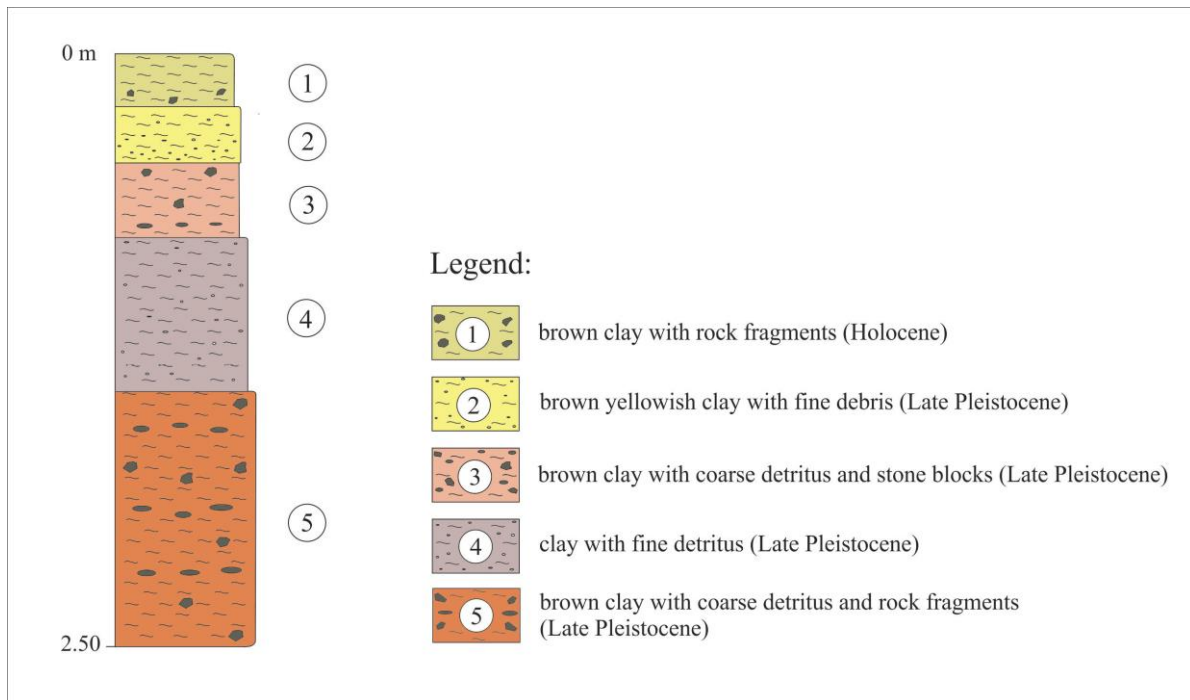 0 m
1
2
3
4
5
2.50
Legend:
1 brown clay with rock fragments (Holocene)
2 brown yellowish clay with fine debris (Late Pleistocene)
3 brown clay with coarse detritus and stone blocks (Late Pleistocene)
4 clay with fine detritus (Late Pleistocene)
5 brown clay with coarse detritus and rock fragments
(Late Pleistocene)